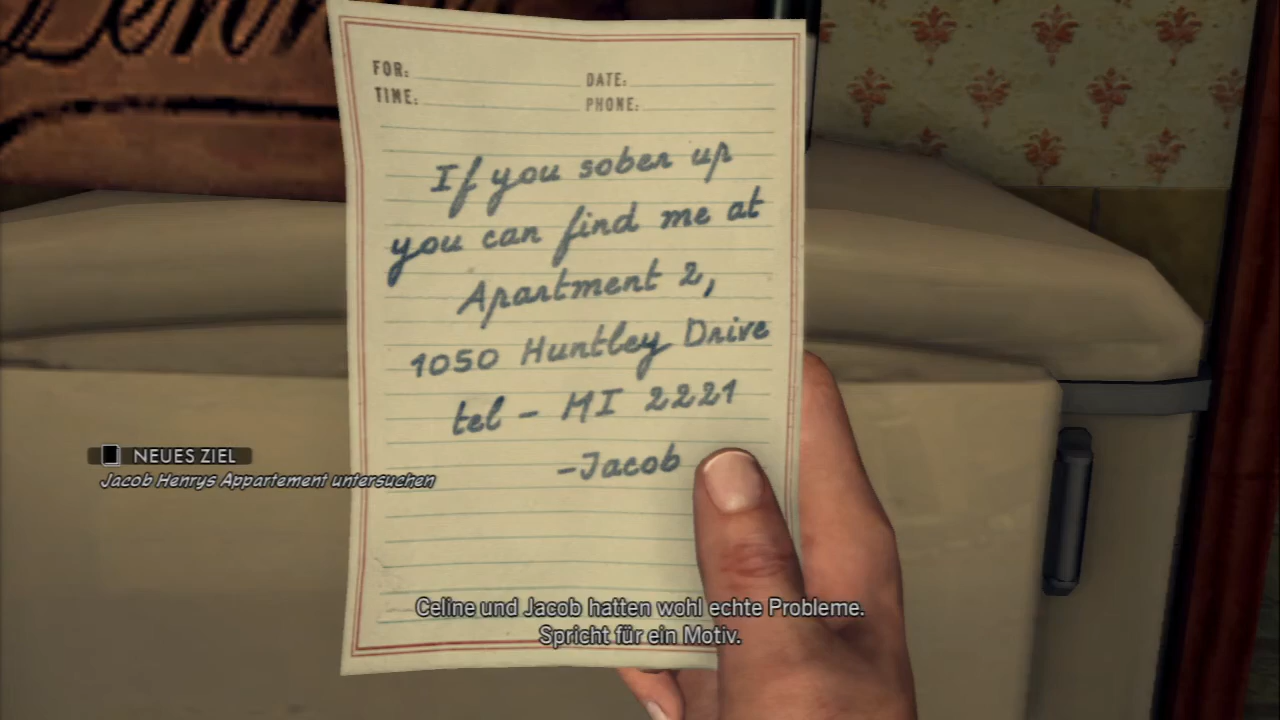 FOR:
DATE:
TIME:
PHONE:
If you sober up
you can find me at
Apartment 2,
1050 Huntley Drive
tel - MI 2221
-Jacob
NEUES ZIEL
Jacob Henrys Appartement untersuchen
Celine und Jacob hatten wohl echte Probleme.
Spricht für ein Motiv.